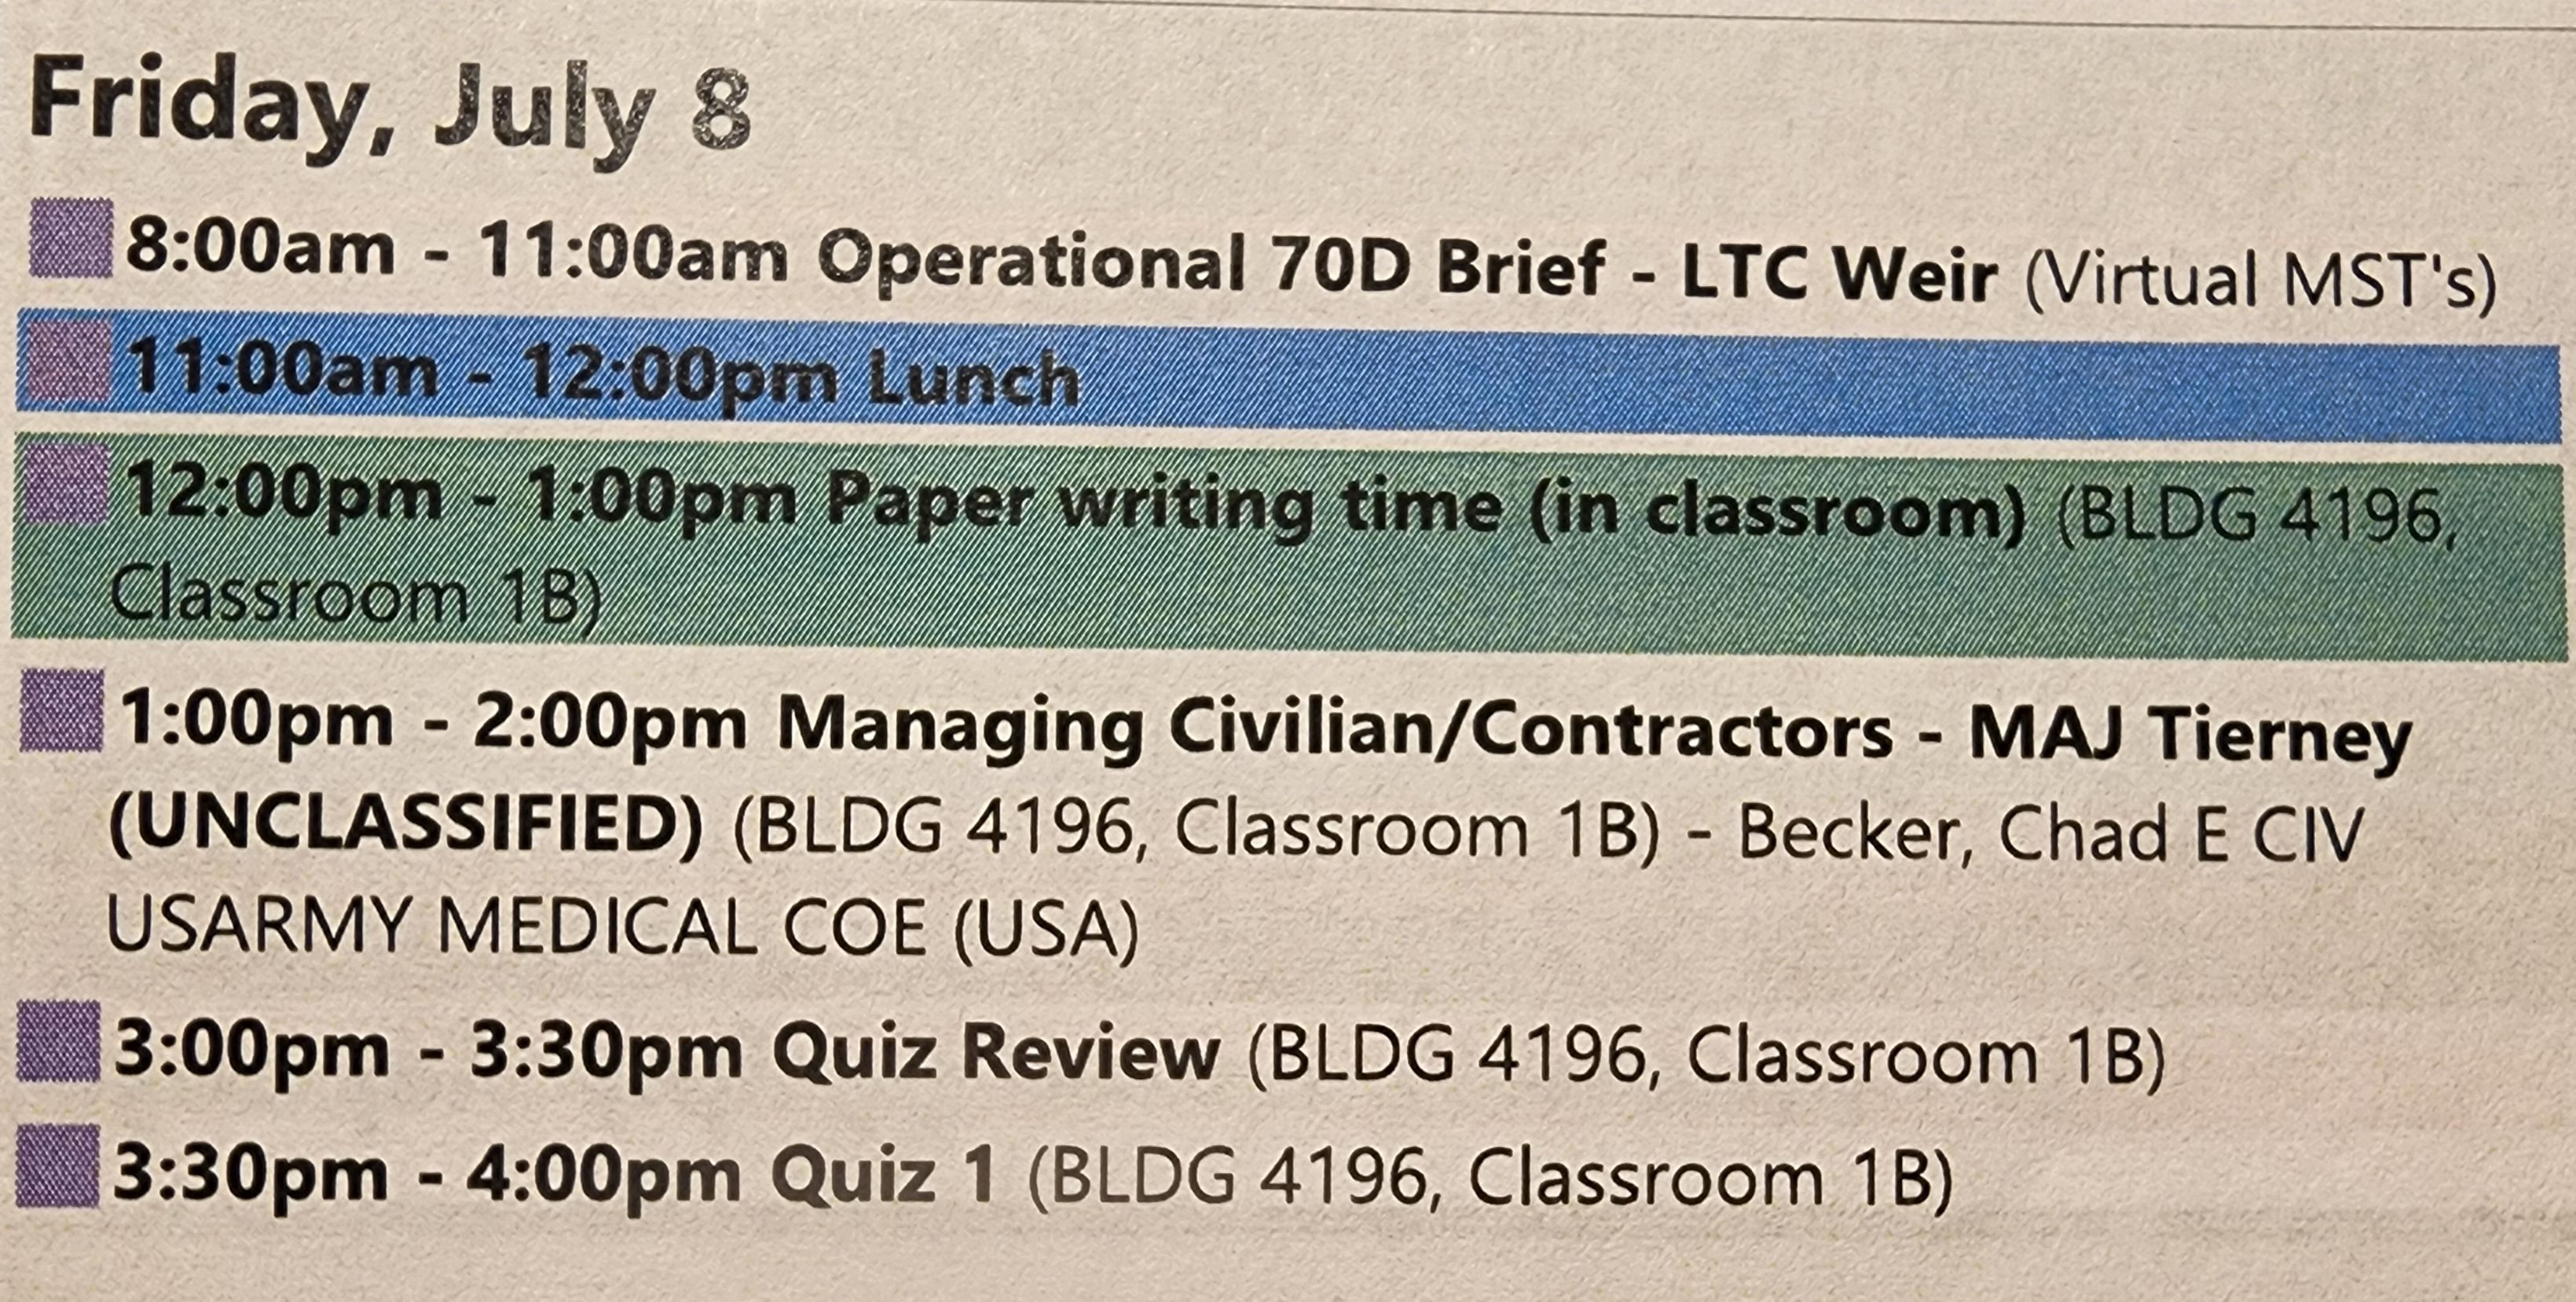 Friday, July 8
8:00am - 11:00am Operational 70D Brief - LTC Weir (Virtual MST's)
11:00am - 12:00pm Lunch
12:00pm - 1:00pm Paper writing time (in classroom) (BLDG 4196,
Classroom 1B)
1:00pm - 2:00pm Managing Civilian/Contractors - MAJ Tierney
(UNCLASSIFIED) (BLDG 4196, Classroom 1B) - Becker, Chad E CIV
USARMY MEDICAL COE (USA)
3:00pm - 3:30pm Quiz Review (BLDG 4196, Classroom 1B)
3:30pm - 4:00pm Quiz 1 (BLDG 4196, Classroom 1B)